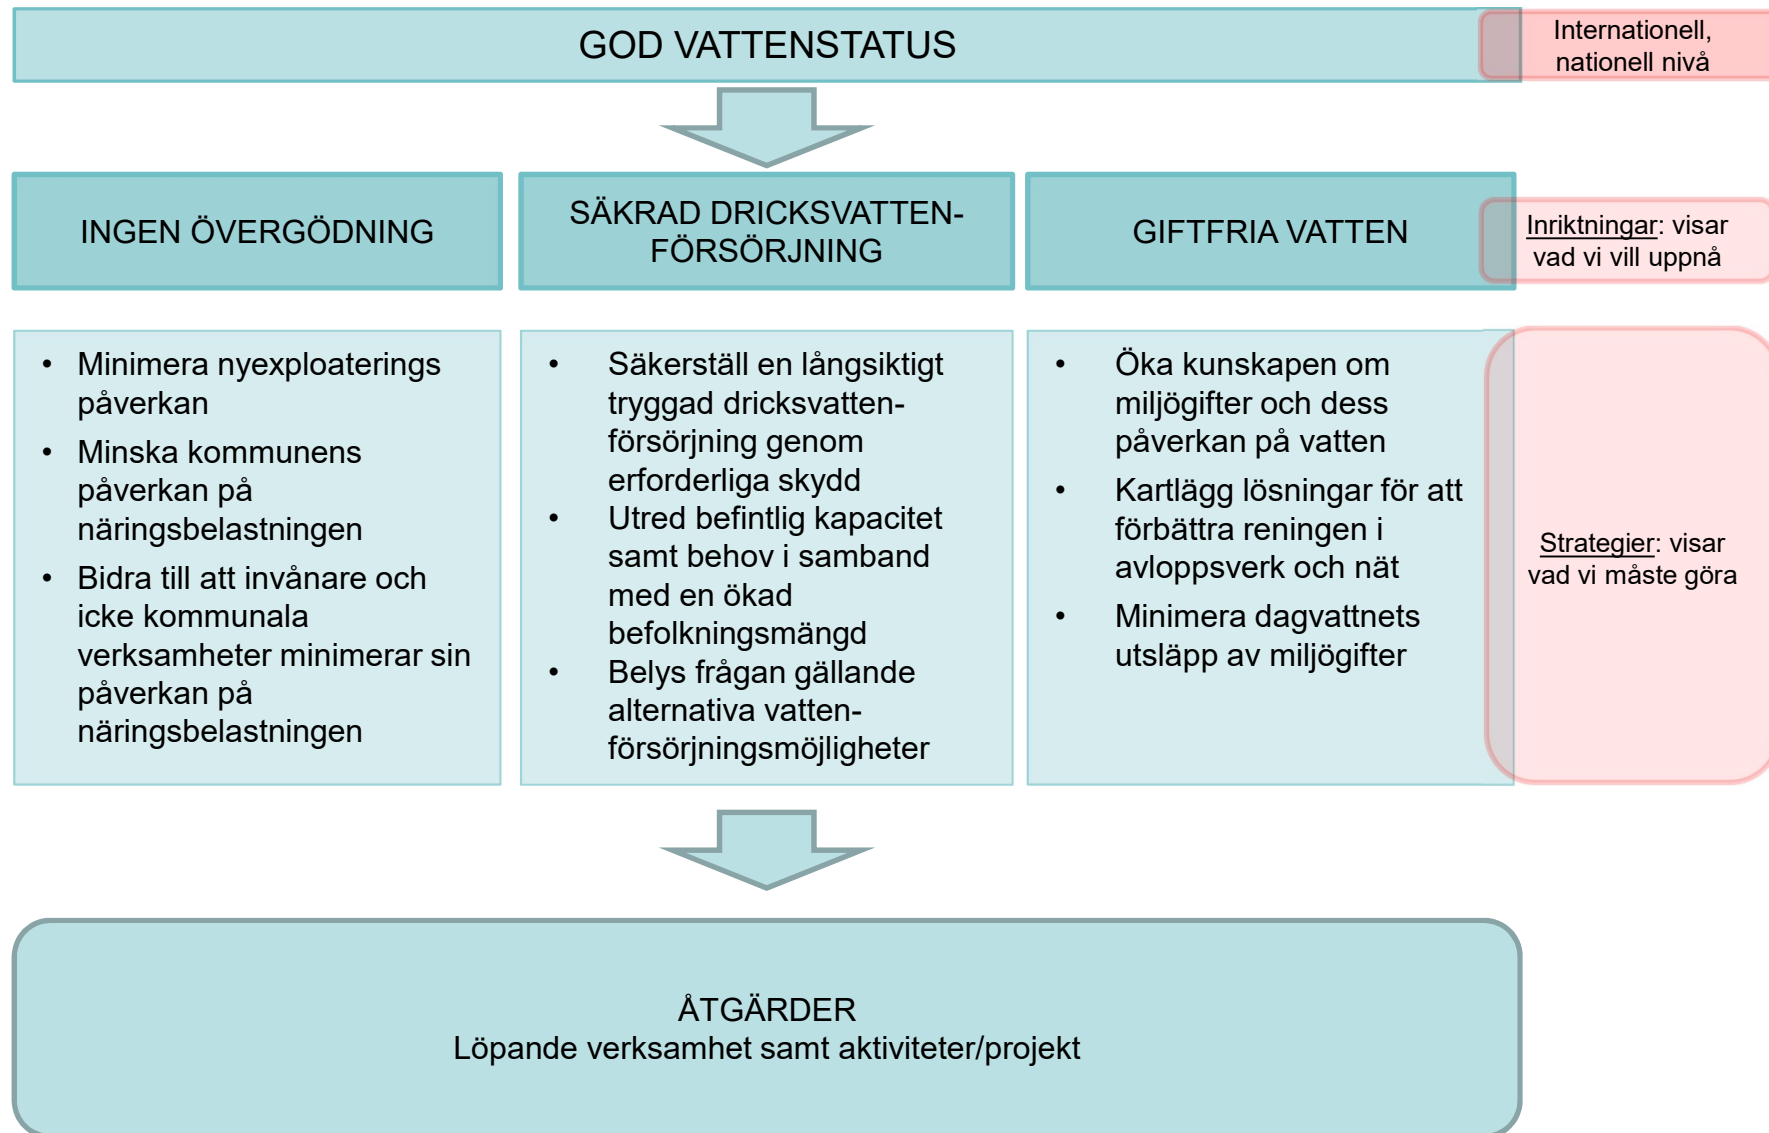 GOD VATTENSTATUS
Internationell,
nationell nivå
INGEN ÖVERGÖDNING
SÄKRAD DRICKSVATTEN-
FÖRSÖRJNING
GIFTFRIA VATTEN
Inriktningar: visar
vad vi vill uppnå
• Minimera nyexploaterings
påverkan
• Minska kommunens
påverkan på
näringsbelastningen
• Bidra till att invånare och
icke kommunala
verksamheter minimerar sin
påverkan på
näringsbelastningen
• Säkerställ en långsiktigt
tryggad dricksvatten-
försörjning genom
erforderliga skydd
• Utred befintlig kapacitet
samt behov i samband
med en ökad
befolkningsmängd
• Belys frågan gällande
alternativa vatten-
försörjningsmöjligheter
• Öka kunskapen om
miljögifter och dess
påverkan på vatten
• Kartlägg lösningar för att
förbättra reningen i
avloppsverk och nät
• Minimera dagvattnets
utsläpp av miljögifter
Strategier: visar
vad vi måste göra
ÅTGÄRDER
Löpande verksamhet samt aktiviteter/projekt